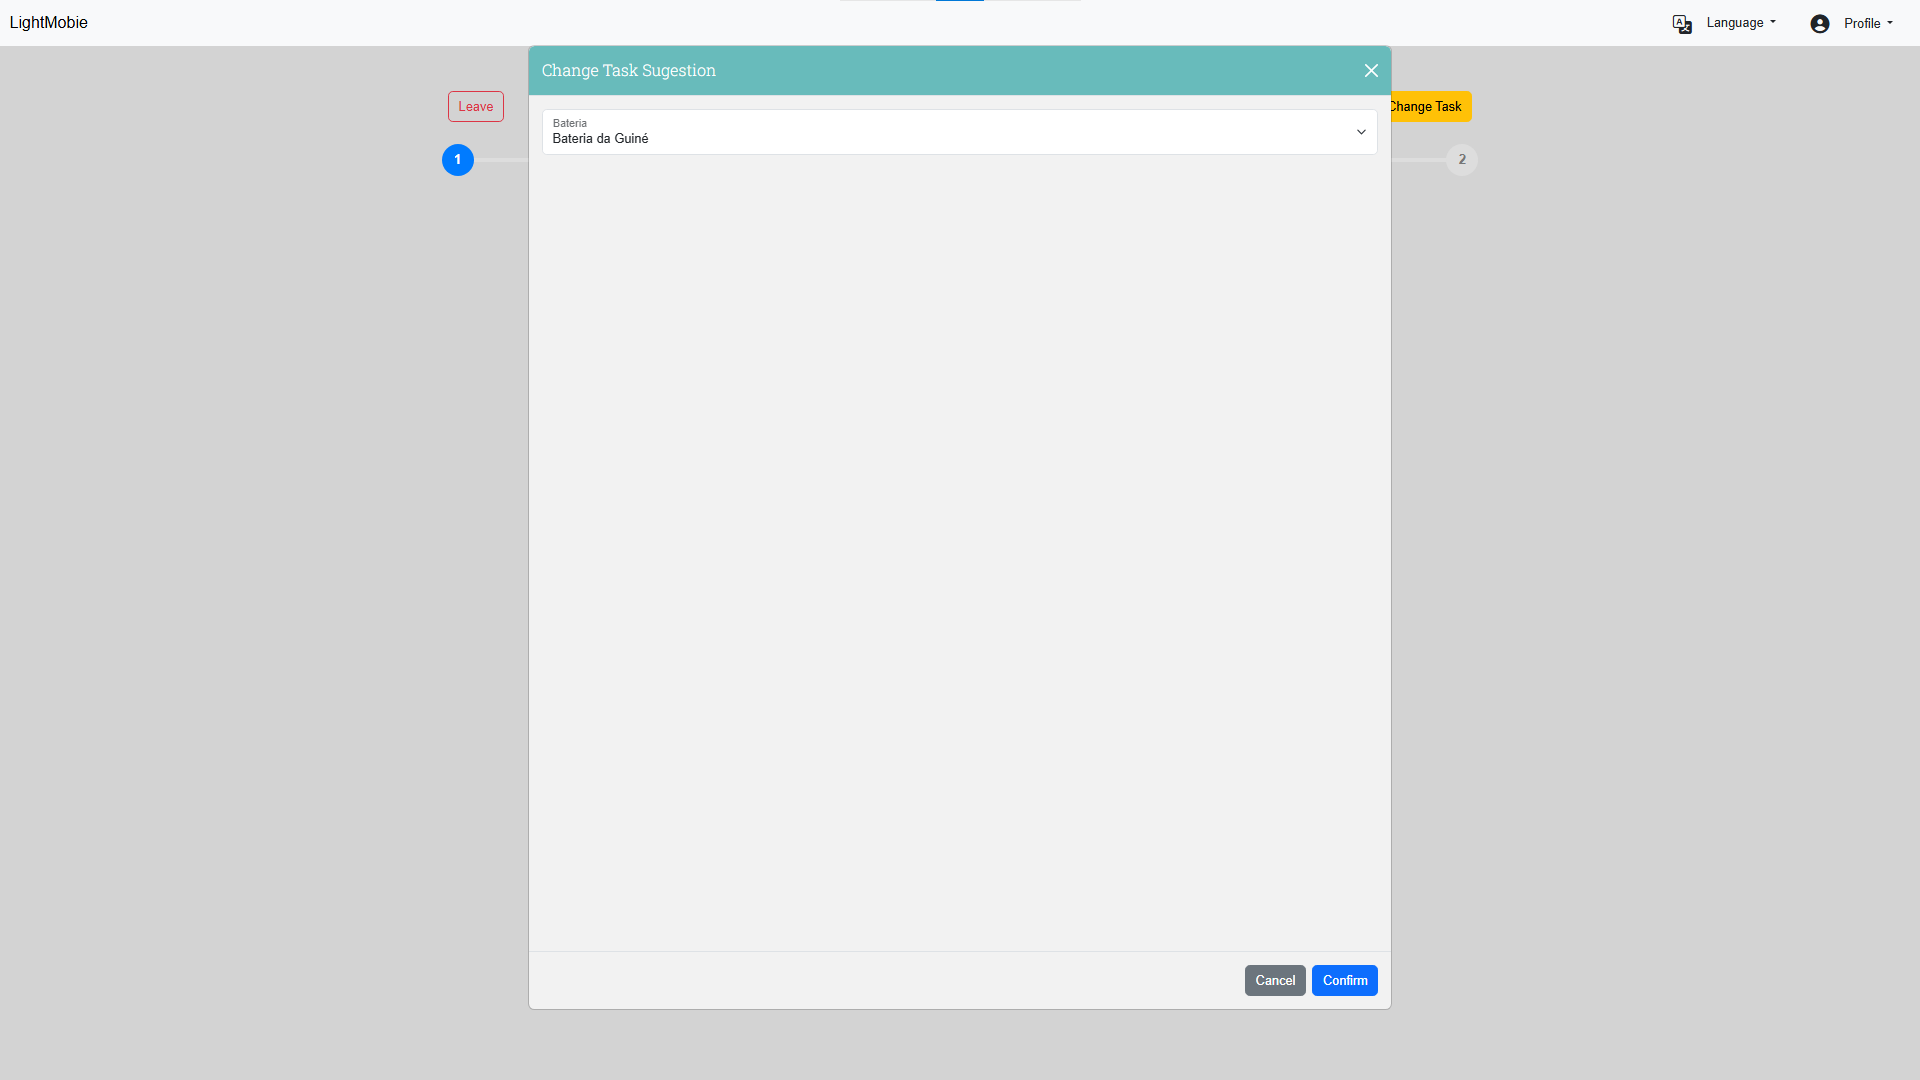 LightMobie
Language
Profile
Change Task Sugestion
Leave
Change Task
Bateria
Bateria da Guiné
1
2
Cancel
Confirm